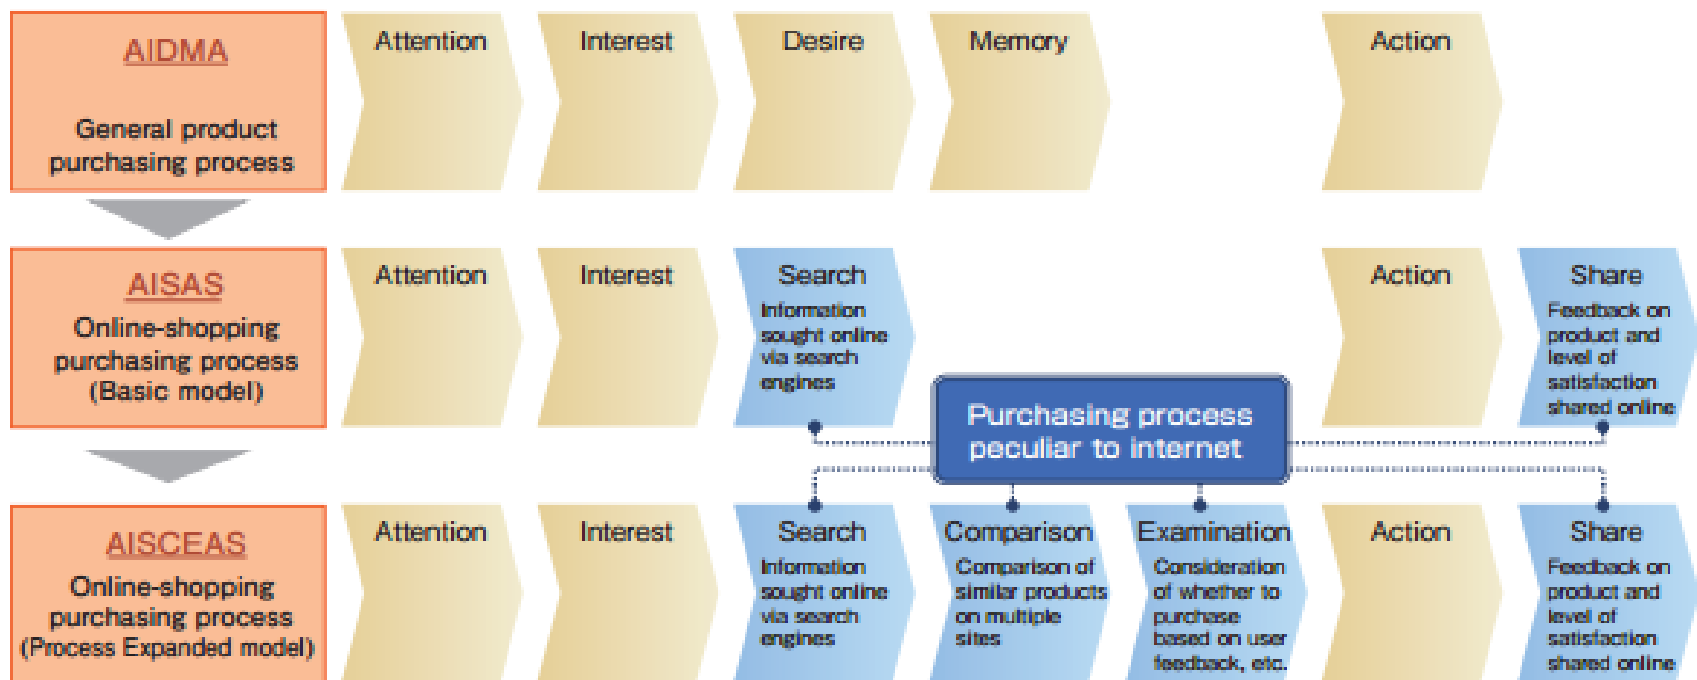 AIDMA
General product
purchasing process
Attention
Interest
Desire
Memory
Action
AISAS
Online-shopping
purchasing process
(Basic model)
Attention
Interest
Search
Information
sought online
via search
engines
Action
Share
Feedback on
product and
level of
satisfaction
shared online
Purchasing process
peculiar to internet
AISCEAS
Online-shopping
purchasing process
(Process Expanded model)
Attention
Interest
Search
Information
sought online
via search
engines
Comparison
Comparison of
similar products
on multiple
sites
Examination
Consideration
of whether to
purchase
based on user
feedback, etc.
Action
Share
Feedback on
product and
level of
satisfaction
shared online